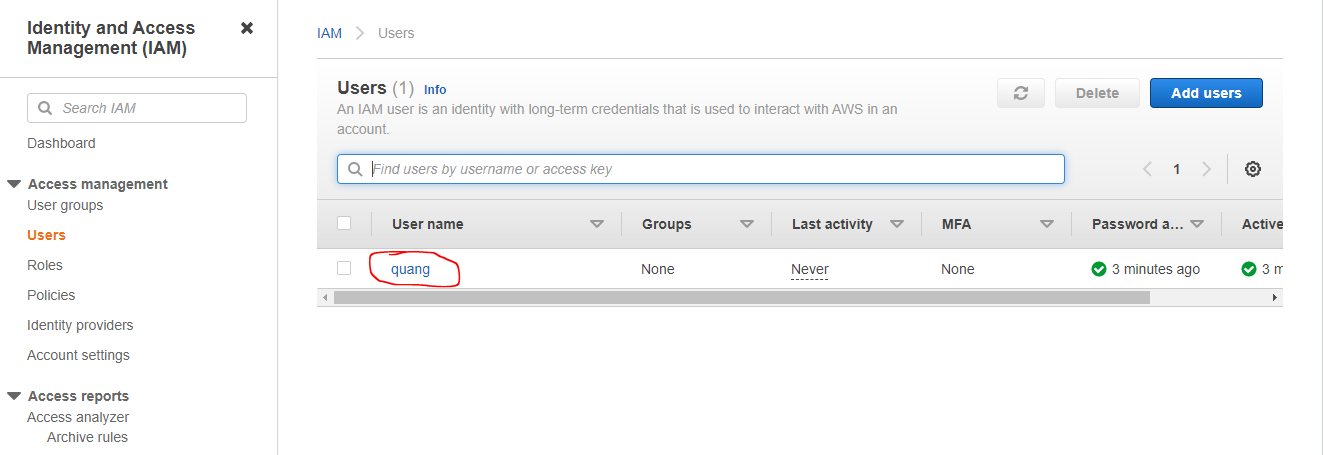 Identity and Access
Management (IAM)
Search IAM
Dashboard
Access management
User groups
Users
Roles
Policies
Identity providers
Account settings
Access reports
Access analyzer
Archive rules
IAM > Users
Users (1) Info
An IAM user is an identity with long-term credentials that is used to interact with AWS in an
account.
Delete
Add users
Find users by username or access key
1
User name Groups Last activity MFA Password a... Active
quang None Never None 3 minutes ago 3 m